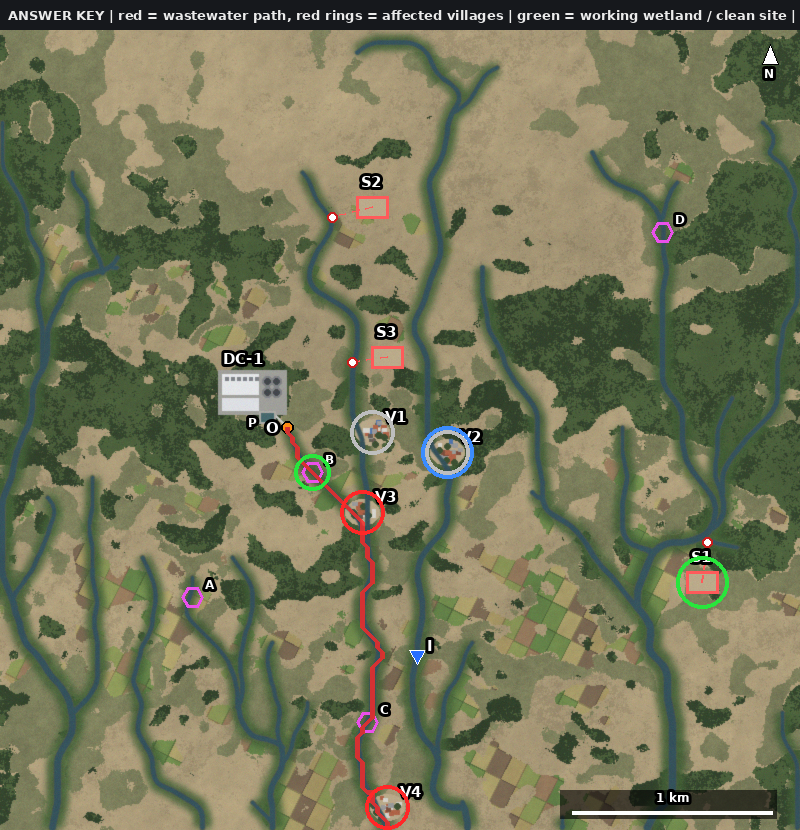 ANSWER KEY | red = wastewater path, red rings = affected villages | green = working wetland / clean site |
N
S2
D
S3
DC-1
P
O
V1
V2
B
V3
S1
A
I
C
V4
1 km